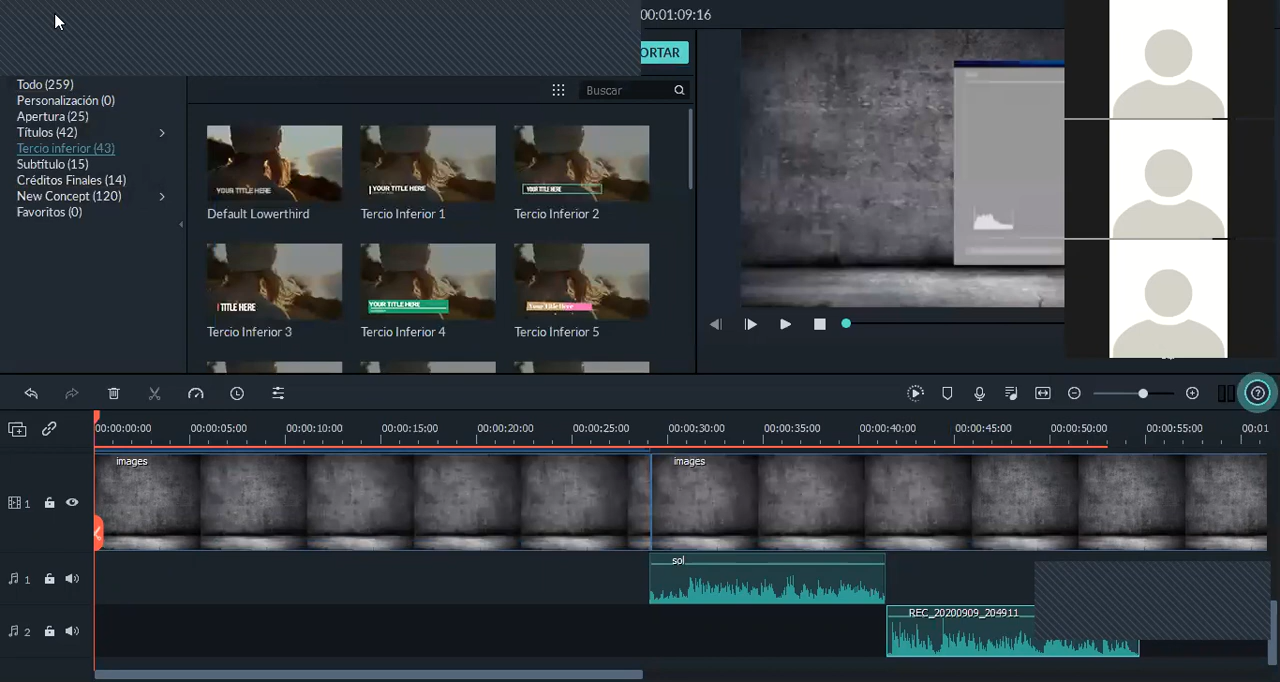 00:01:09:16
ORTAR
Todo (259)
Personalización (0)
Apertura (25)
Títulos (42)
Tercio inferior (43)
Subtítulo (15)
Créditos Finales (14)
New Concept (120)
Favoritos (0)
Buscar
YOUR TITLE HERE
YOUR TITLE HERE
YOUR TITLE HERE
Default Lowerthird
Tercio Inferior 1
Tercio Inferior 2
TITLE HERE
YOUR TITLE HERE
Your Title Here
Tercio Inferior 3
Tercio Inferior 4
Tercio Inferior 5
00:00:00:00
00:00:05:00
00:00:10:00
00:00:15:00
00:00:20:00
00:00:25:00
00:00:30:00
00:00:35:00
00:00:40:00
00:00:45:00
00:00:50:00
00:00:55:00
00:01
images
images
1
sol
1
REC_20200909_204911
2